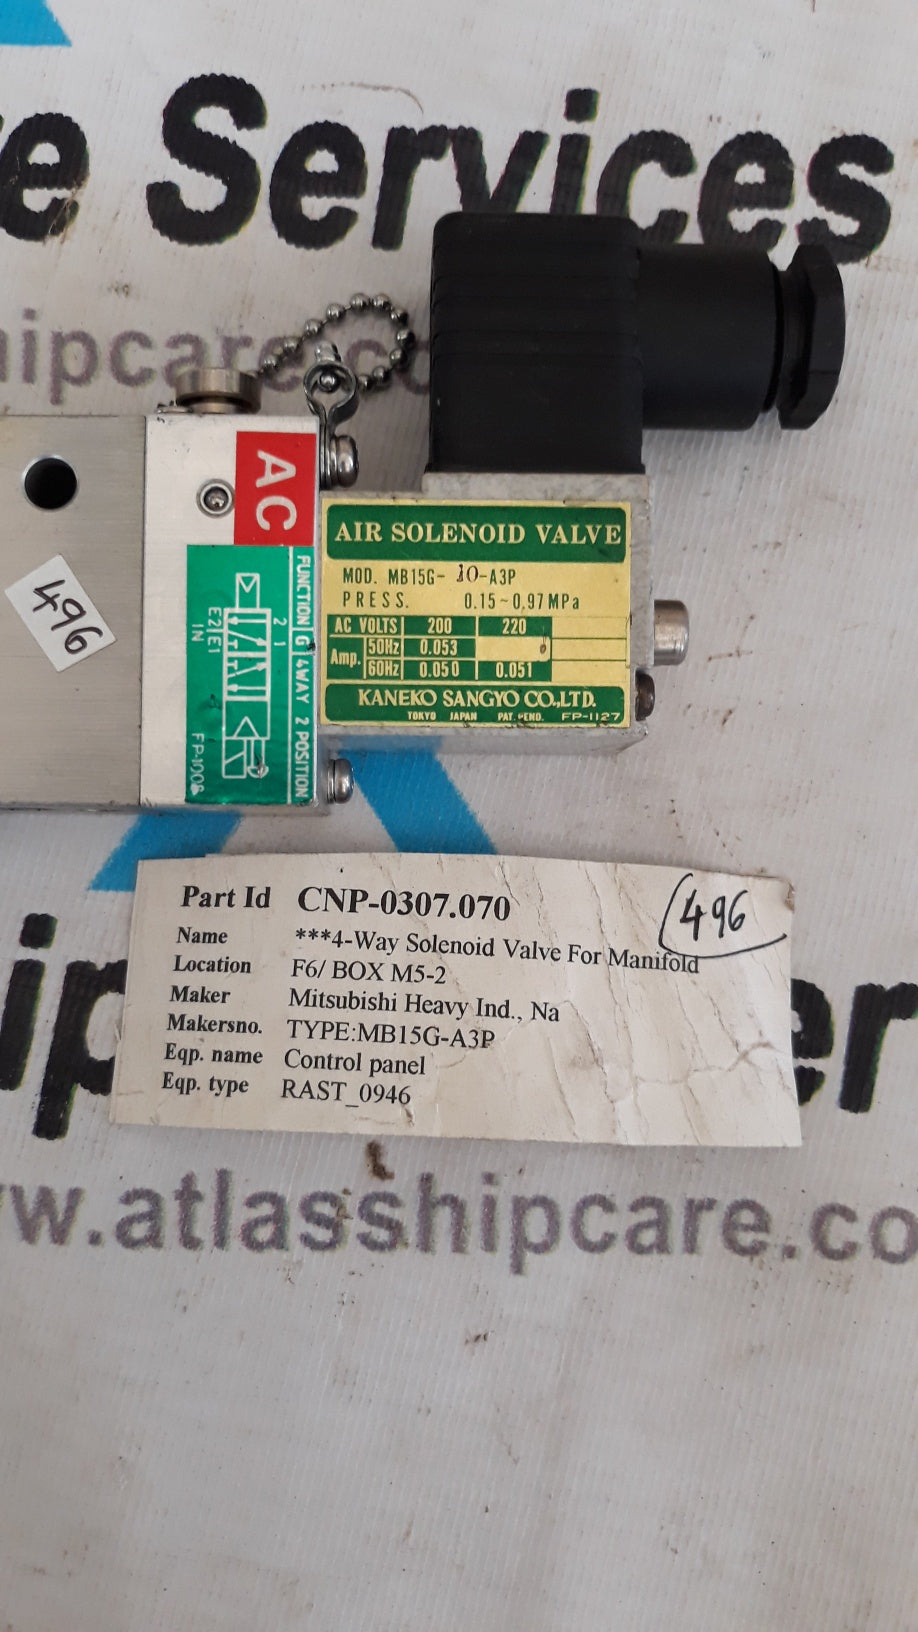 e Services
hipcare.c
AC
496
FUNCTION G 4WAY 2 POSITION
2 1
E2 E1
IN
FP-1008
AIR SOLENOID VALVE
MOD. MB15G-10-A3P
PRESS. 0.15~0.97MPa
AC VOLTS 200 220
Amp. 50Hz 0.053
60Hz 0.050 0.051
KANEKO SANGYO CO.,LTD.
TOKYO JAPAN PAT. PEND. FP-1127
Part Id CNP-0307.070
496
Name ***4-Way Solenoid Valve For Manifold
Location F6/ BOX M5-2
Maker Mitsubishi Heavy Ind., Na
Makersno. TYPE:MB15G-A3P
Eqp. name Control panel
Eqp. type RAST_0946
ip er
w.atlasshipcare.co